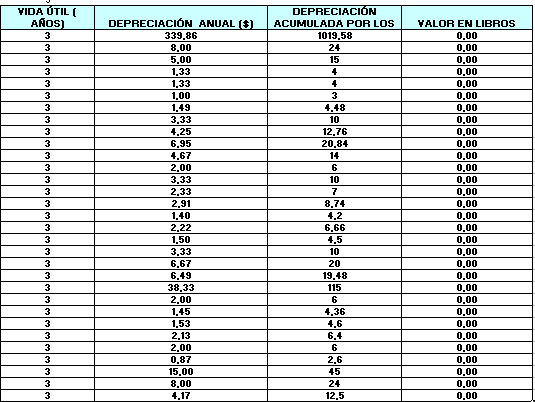 VIDA ÚTIL ( AÑOS) DEPRECIACIÓN ANUAL ($) DEPRECIACIÓN ACUMULADA POR LOS VALOR EN LIBROS
3 339,86 1019,58 0,00
3 8,00 24 0,00
3 5,00 15 0,00
3 1,33 4 0,00
3 1,33 4 0,00
3 1,00 3 0,00
3 1,49 4,48 0,00
3 3,33 10 0,00
3 4,25 12,76 0,00
3 6,95 20,84 0,00
3 4,67 14 0,00
3 2,00 6 0,00
3 3,33 10 0,00
3 2,33 7 0,00
3 2,91 8,74 0,00
3 1,40 4,2 0,00
3 2,22 6,66 0,00
3 1,50 4,5 0,00
3 3,33 10 0,00
3 6,67 20 0,00
3 6,49 19,48 0,00
3 38,33 115 0,00
3 2,00 6 0,00
3 1,45 4,36 0,00
3 1,53 4,6 0,00
3 2,13 6,4 0,00
3 2,00 6 0,00
3 0,87 2,6 0,00
3 15,00 45 0,00
3 8,00 24 0,00
3 4,17 12,5 0,00